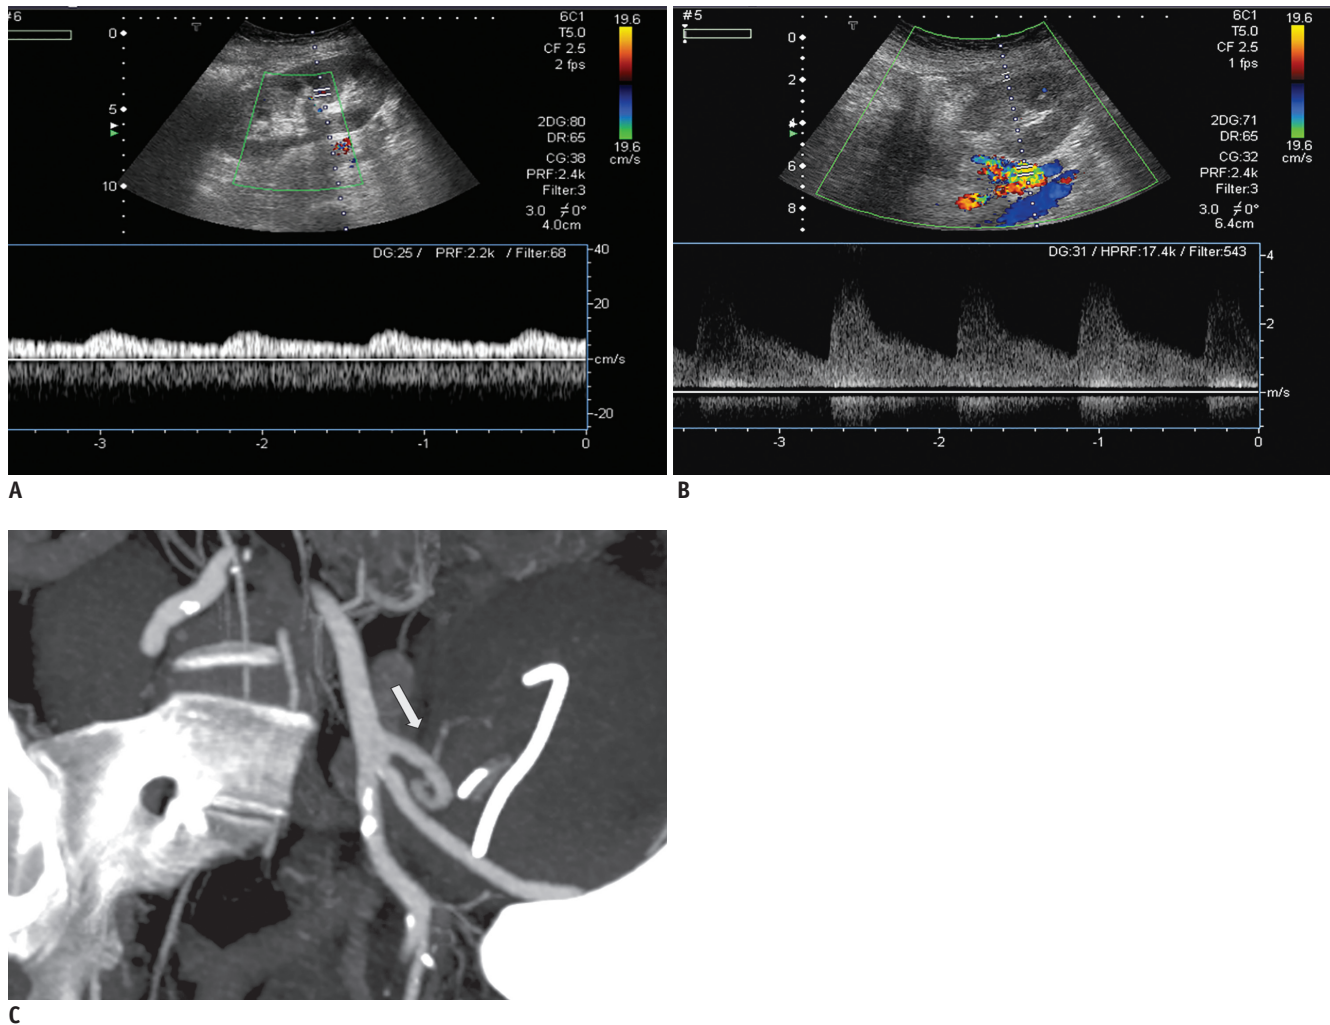 #6
6C1
T5.0
CF 2.5
2 fps
2DG:80
DR:65
CG:38
PRF:2.4k
Filter:3
3.0 ≠0°
4.0cm
19.6
19.6
cm/s
0
5
10
DG:25 / PRF:2.2k / Filter:68
40
20
cm/s
-20
-3
-2
-1
0
A
#5
6C1
T5.0
CF 2.5
1 fps
2DG:71
DR:65
CG:32
PRF:2.4k
Filter:3
3.0 ≠0°
6.4cm
19.6
19.6
cm/s
0
2
4
6
8
DG:31 / HPRF:17.4k / Filter:543
4
2
m/s
-3
-2
-1
0
B
C